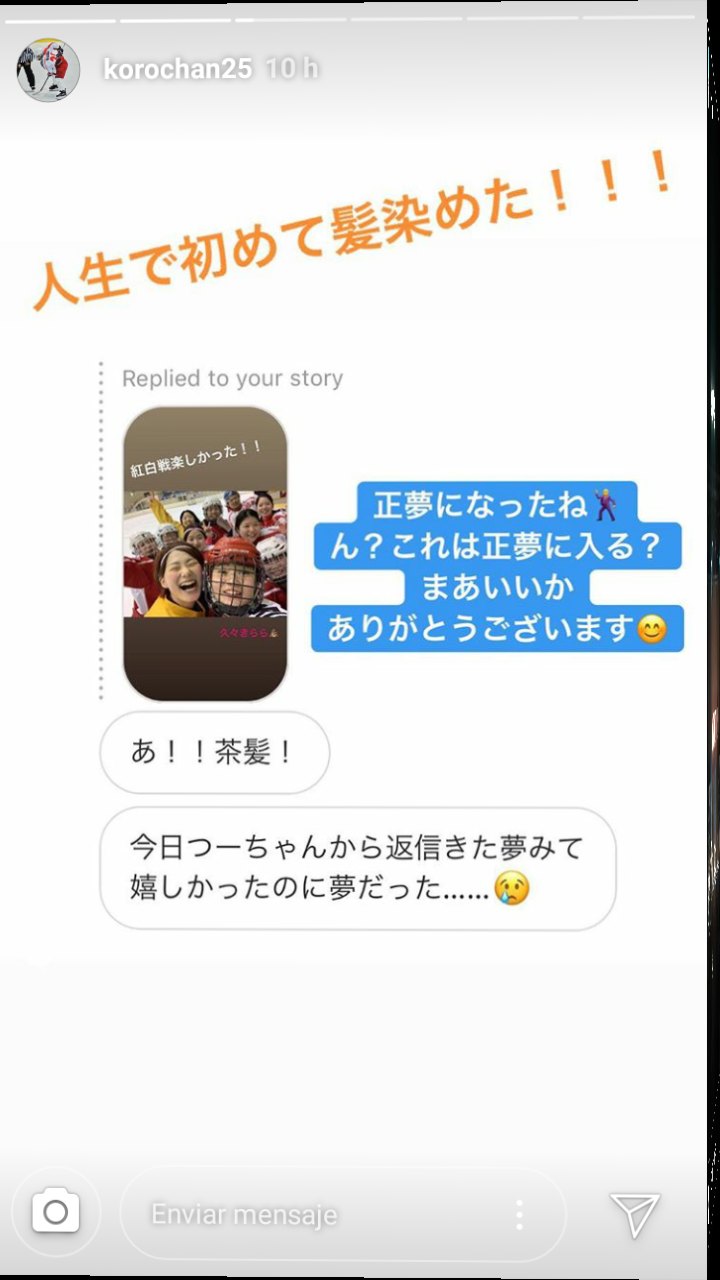 korochan25 10 h
人生で初めて髪染めた！！！
Replied to your story
紅白戦楽しかった！！
久々きらら💩
正夢になったね🕺
ん？これは正夢に入る？
まあいいか
ありがとうございます😊
あ！！茶髪！
今日つーちゃんから返信きた夢みて
嬉しかったのに夢だった……😢
Enviar mensaje